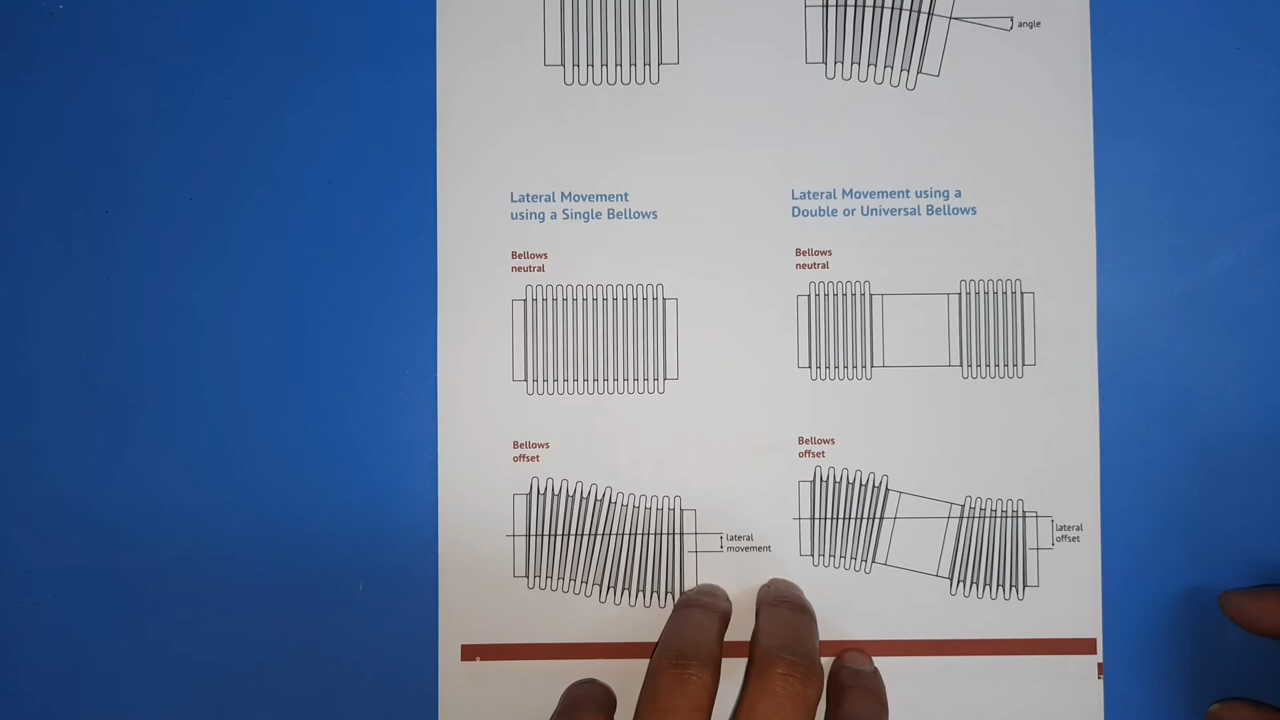 angle
Lateral Movement
using a Single Bellows
Lateral Movement using a
Double or Universal Bellows
Bellows
neutral
Bellows
neutral
Bellows
offset
lateral
movement
Bellows
offset
lateral
offset